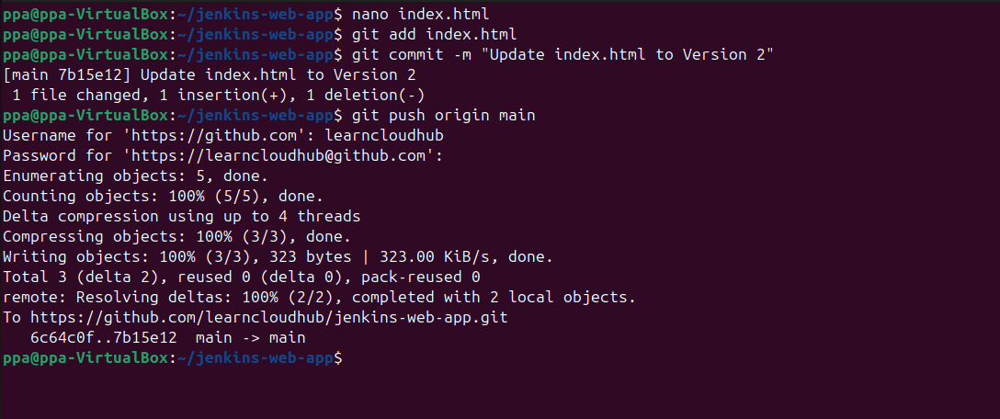 ppa@ppa-VirtualBox:~/jenkins-web-app$ nano index.html
ppa@ppa-VirtualBox:~/jenkins-web-app$ git add index.html
ppa@ppa-VirtualBox:~/jenkins-web-app$ git commit -m "Update index.html to Version 2"
[main 7b15e12] Update index.html to Version 2
 1 file changed, 1 insertion(+), 1 deletion(-)
ppa@ppa-VirtualBox:~/jenkins-web-app$ git push origin main
Username for 'https://github.com': learncloudhub
Password for 'https://learncloudhub@github.com':
Enumerating objects: 5, done.
Counting objects: 100% (5/5), done.
Delta compression using up to 4 threads
Compressing objects: 100% (3/3), done.
Writing objects: 100% (3/3), 323 bytes | 323.00 KiB/s, done.
Total 3 (delta 2), reused 0 (delta 0), pack-reused 0
remote: Resolving deltas: 100% (2/2), completed with 2 local objects.
To https://github.com/learncloudhub/jenkins-web-app.git
   6c64c0f..7b15e12  main -> main
ppa@ppa-VirtualBox:~/jenkins-web-app$